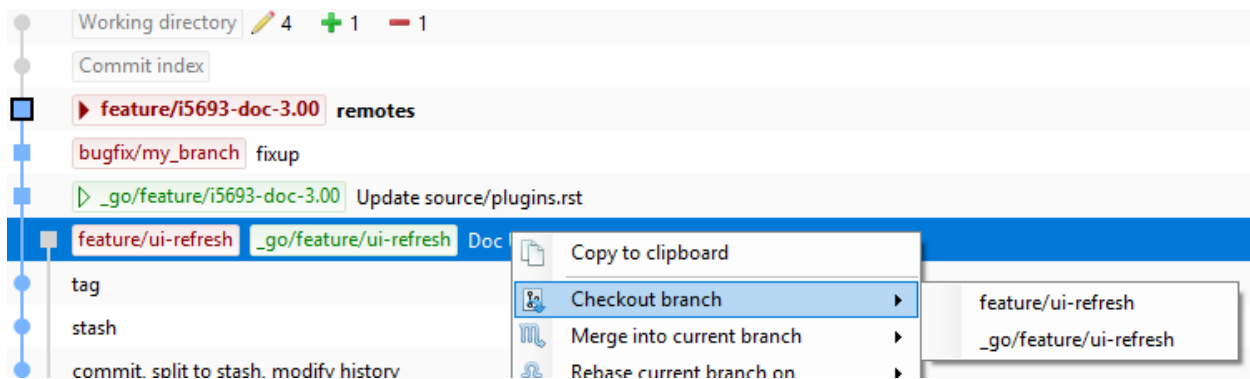 Working directory 4 1 1
Commit index
feature/i5693-doc-3.00 remotes
bugfix/my_branch fixup
_go/feature/i5693-doc-3.00 Update source/plugins.rst
feature/ui-refresh _go/feature/ui-refresh Doc
Copy to clipboard
tag
Checkout branch
feature/ui-refresh
stash
Merge into current branch
_go/feature/ui-refresh
commit, split to stash, modify history
Rebase current branch on